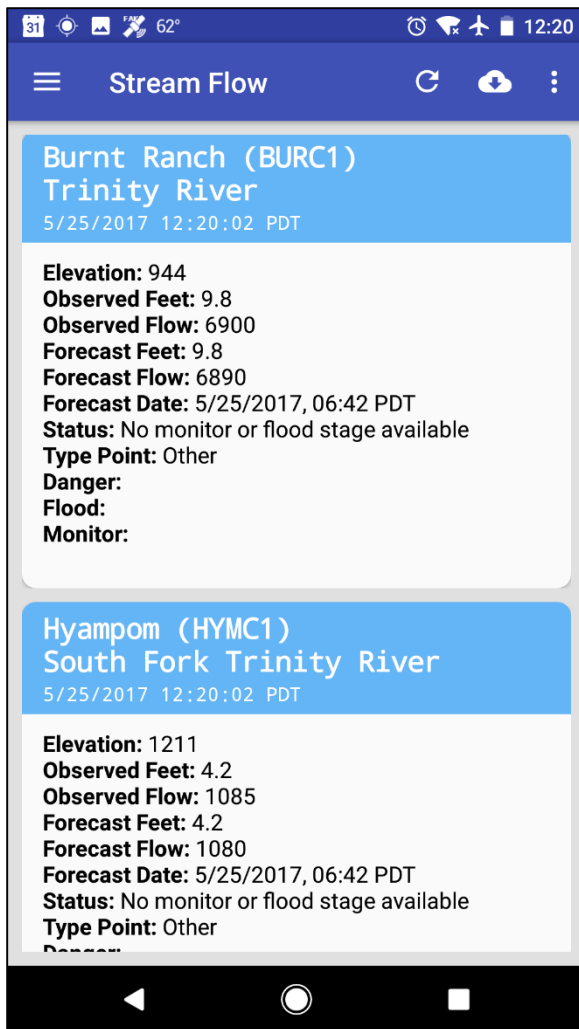 31 FAKE 62° 12:20
Stream Flow
Burnt Ranch (BURC1)
Trinity River
5/25/2017 12:20:02 PDT
Elevation: 944
Observed Feet: 9.8
Observed Flow: 6900
Forecast Feet: 9.8
Forecast Flow: 6890
Forecast Date: 5/25/2017, 06:42 PDT
Status: No monitor or flood stage available
Type Point: Other
Danger:
Flood:
Monitor:
Hyampom (HYMC1)
South Fork Trinity River
5/25/2017 12:20:02 PDT
Elevation: 1211
Observed Feet: 4.2
Observed Flow: 1085
Forecast Feet: 4.2
Forecast Flow: 1080
Forecast Date: 5/25/2017, 06:42 PDT
Status: No monitor or flood stage available
Type Point: Other
Danger: